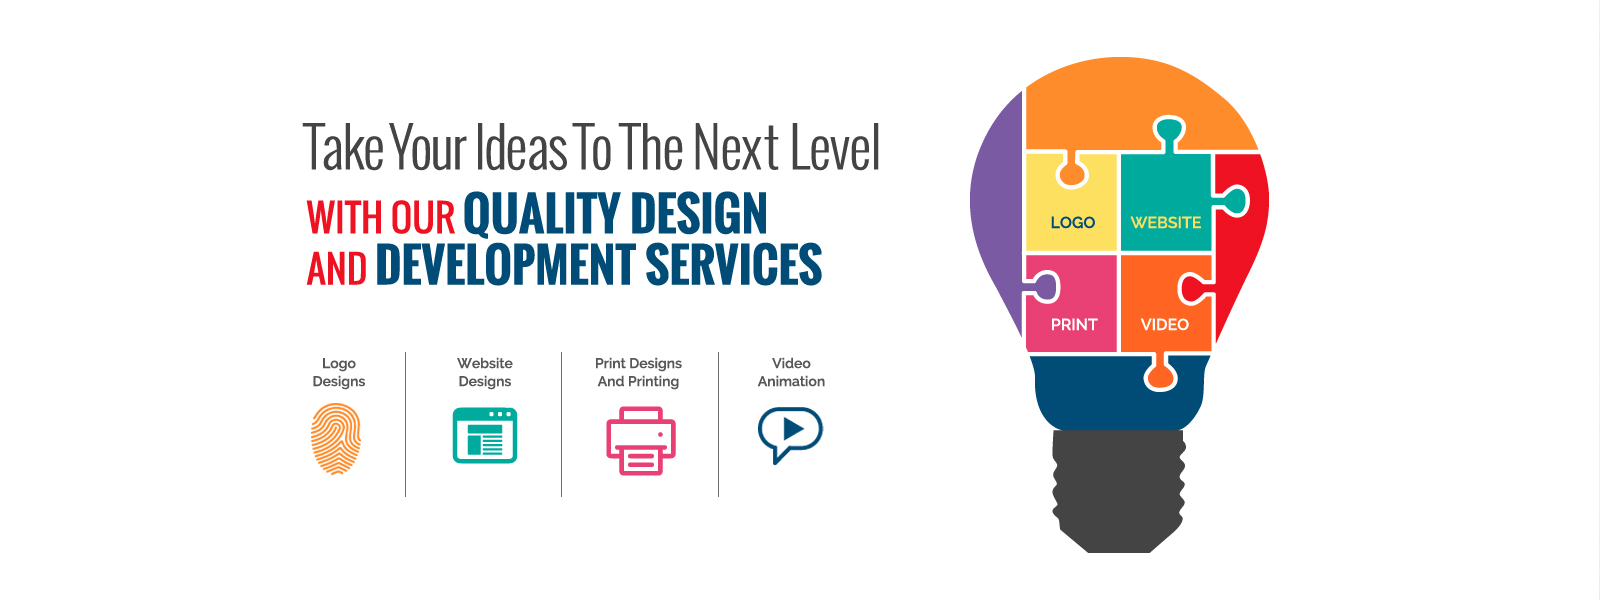 Take Your Ideas To The Next Level
WITH OUR QUALITY DESIGN
AND DEVELOPMENT SERVICES
Logo
Designs
Website
Designs
Print Designs
And Printing
Video
Animation
LOGO
WEBSITE
PRINT
VIDEO